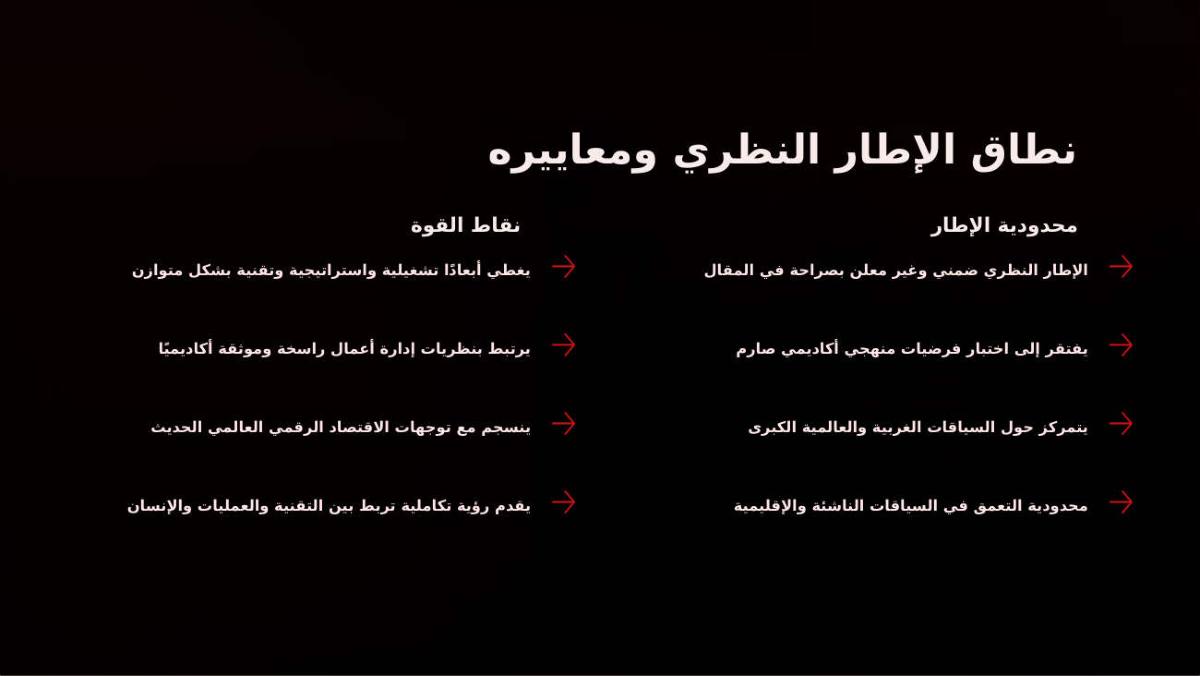 نطاق الإطار النظري ومعاييره
محدودية الإطار
الإطار النظري ضمني وغير معلن بصراحة في المقال
يفتقر إلى اختبار فرضيات منهجي أكاديمي صارم
يتمركز حول السياقات الغربية والعالمية الكبرى
محدودية التعمق في السياقات الناشئة والإقليمية
نقاط القوة
يغطي أبعادًا تشغيلية واستراتيجية وتقنية بشكل متوازن
يرتبط بنظريات إدارة أعمال راسخة وموثقة أكاديميًا
ينسجم مع توجهات الاقتصاد الرقمي العالمي الحديث
يقدم رؤية تكاملية تربط بين التقنية والعمليات والإنسان